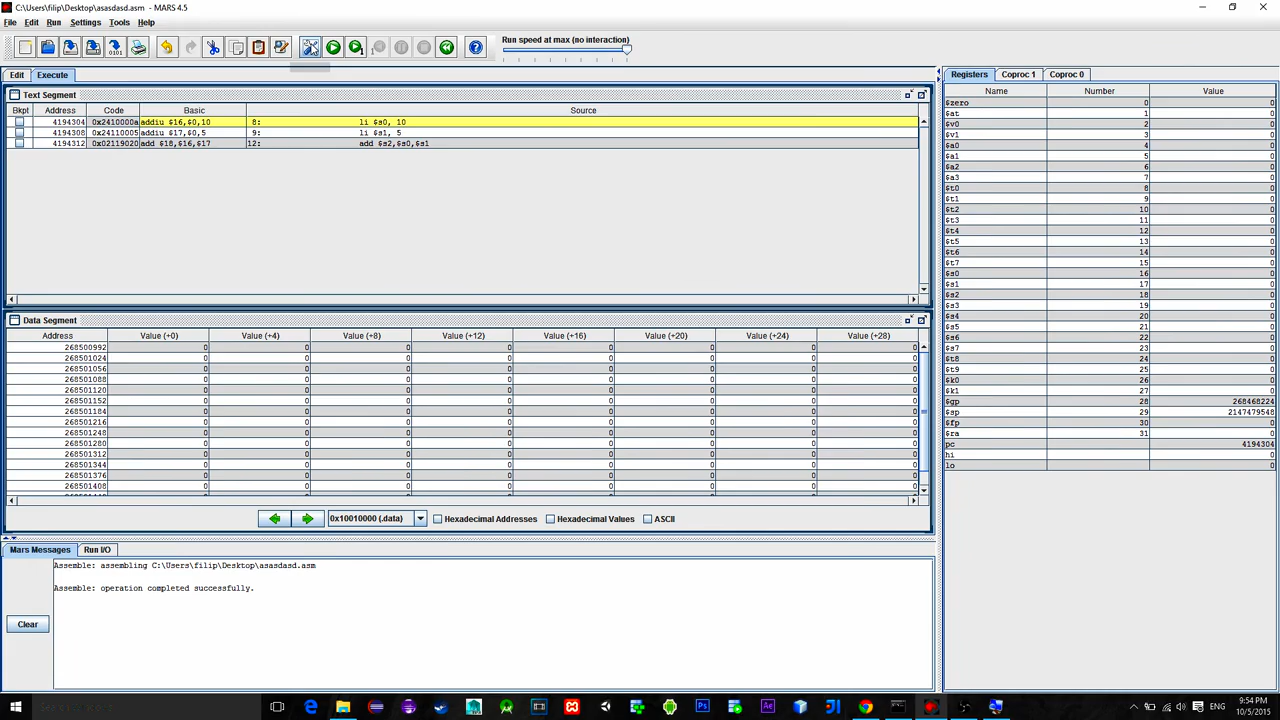 C:\Users\filip\Desktop\asasdasd.asm - MARS 4.5
File Edit Run Settings Tools Help
Run speed at max (no interaction)
Edit Execute
Text Segment
Bkpt Address Code Basic Source
4194304 0x2410000a addiu $16,$0,10 8: li $s0, 10
4194308 0x24110005 addiu $17,$0,5 9: li $s1, 5
4194312 0x02119020 add $18,$16,$17 12: add $s2,$s0,$s1
Data Segment
Address Value (+0) Value (+4) Value (+8) Value (+12) Value (+16) Value (+20) Value (+24) Value (+28)
268500992 0 0 0 0 0 0 0 0
268501024 0 0 0 0 0 0 0 0
268501056 0 0 0 0 0 0 0 0
268501088 0 0 0 0 0 0 0 0
268501120 0 0 0 0 0 0 0 0
268501152 0 0 0 0 0 0 0 0
268501184 0 0 0 0 0 0 0 0
268501216 0 0 0 0 0 0 0 0
268501248 0 0 0 0 0 0 0 0
268501280 0 0 0 0 0 0 0 0
268501312 0 0 0 0 0 0 0 0
268501344 0 0 0 0 0 0 0 0
268501376 0 0 0 0 0 0 0 0
268501408 0 0 0 0 0 0 0 0
0x10010000 (.data) Hexadecimal Addresses Hexadecimal Values ASCII
Mars Messages Run I/O
Assemble: assembling C:\Users\filip\Desktop\asasdasd.asm
Assemble: operation completed successfully.
Clear
Registers Coproc 1 Coproc 0
Name Number Value
$zero 0 0
$at 1 0
$v0 2 0
$v1 3 0
$a0 4 0
$a1 5 0
$a2 6 0
$a3 7 0
$t0 8 0
$t1 9 0
$t2 10 0
$t3 11 0
$t4 12 0
$t5 13 0
$t6 14 0
$t7 15 0
$s0 16 0
$s1 17 0
$s2 18 0
$s3 19 0
$s4 20 0
$s5 21 0
$s6 22 0
$s7 23 0
$t8 24 0
$t9 25 0
$k0 26 0
$k1 27 0
$gp 28 268468224
$sp 29 2147479548
$fp 30 0
$ra 31 0
pc 4194304
hi 0
lo 0
ENG
9:54 PM
10/5/2015